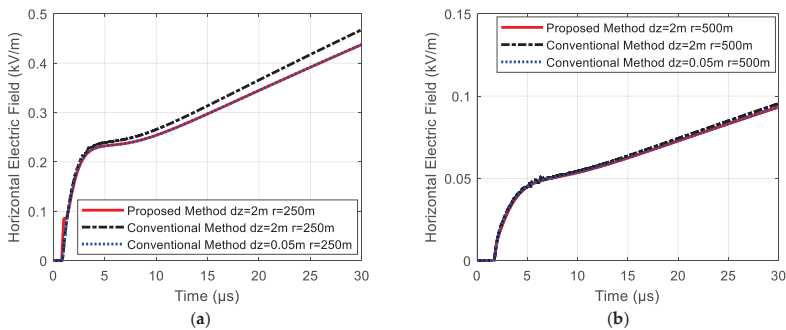 0.5
0.4
0.3
0.2
0.1
0
Horizontal Electric Field (kV/m)
Proposed Method dz=2m r=250m
Conventional Method dz=2m r=250m
Conventional Method dz=0.05m r=250m
0 5 10 15 20 25 30
Time (μs)
(a)
0.15
0.1
0.05
0
Horizontal Electric Field (kV/m)
Proposed Method dz=2m r=500m
Conventional Method dz=2m r=500m
Conventional Method dz=0.05m r=500m
0 5 10 15 20 25 30
Time (μs)
(b)